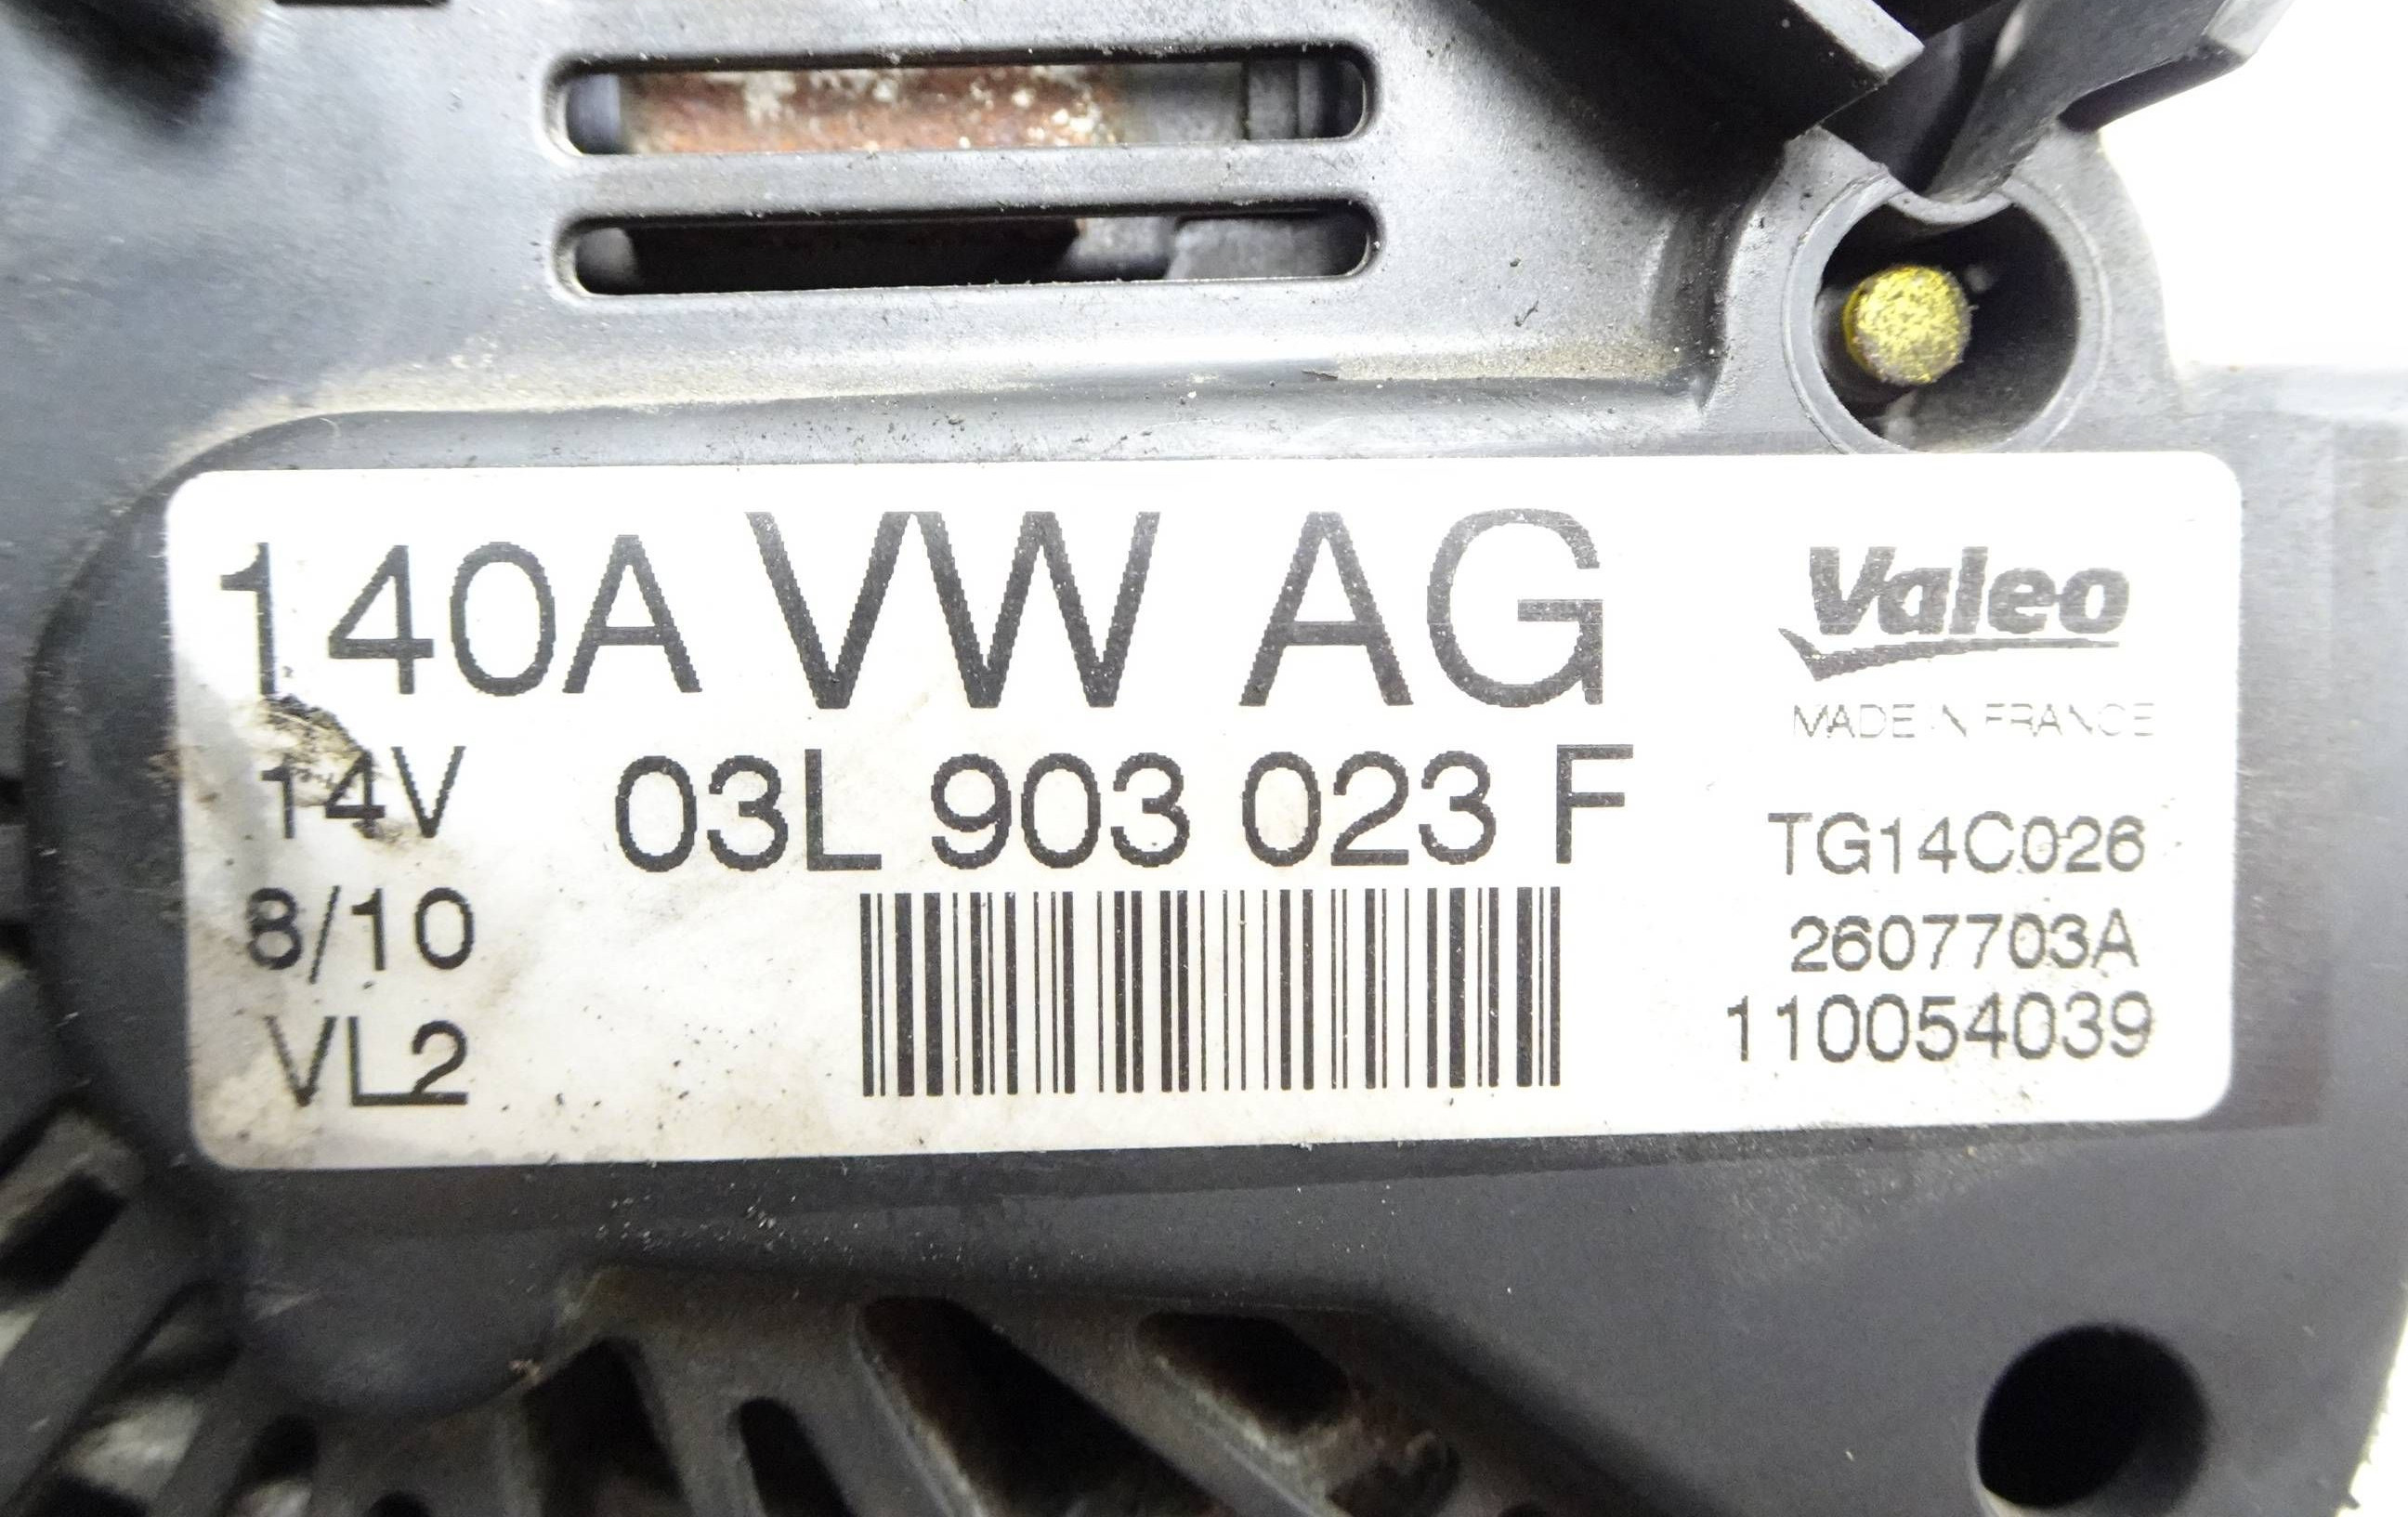 140A VW AG
Valeo
MADE IN FRANCE
14V 03L 903 023 F
TG14C026
8/10
2607703A
VL2
110054039